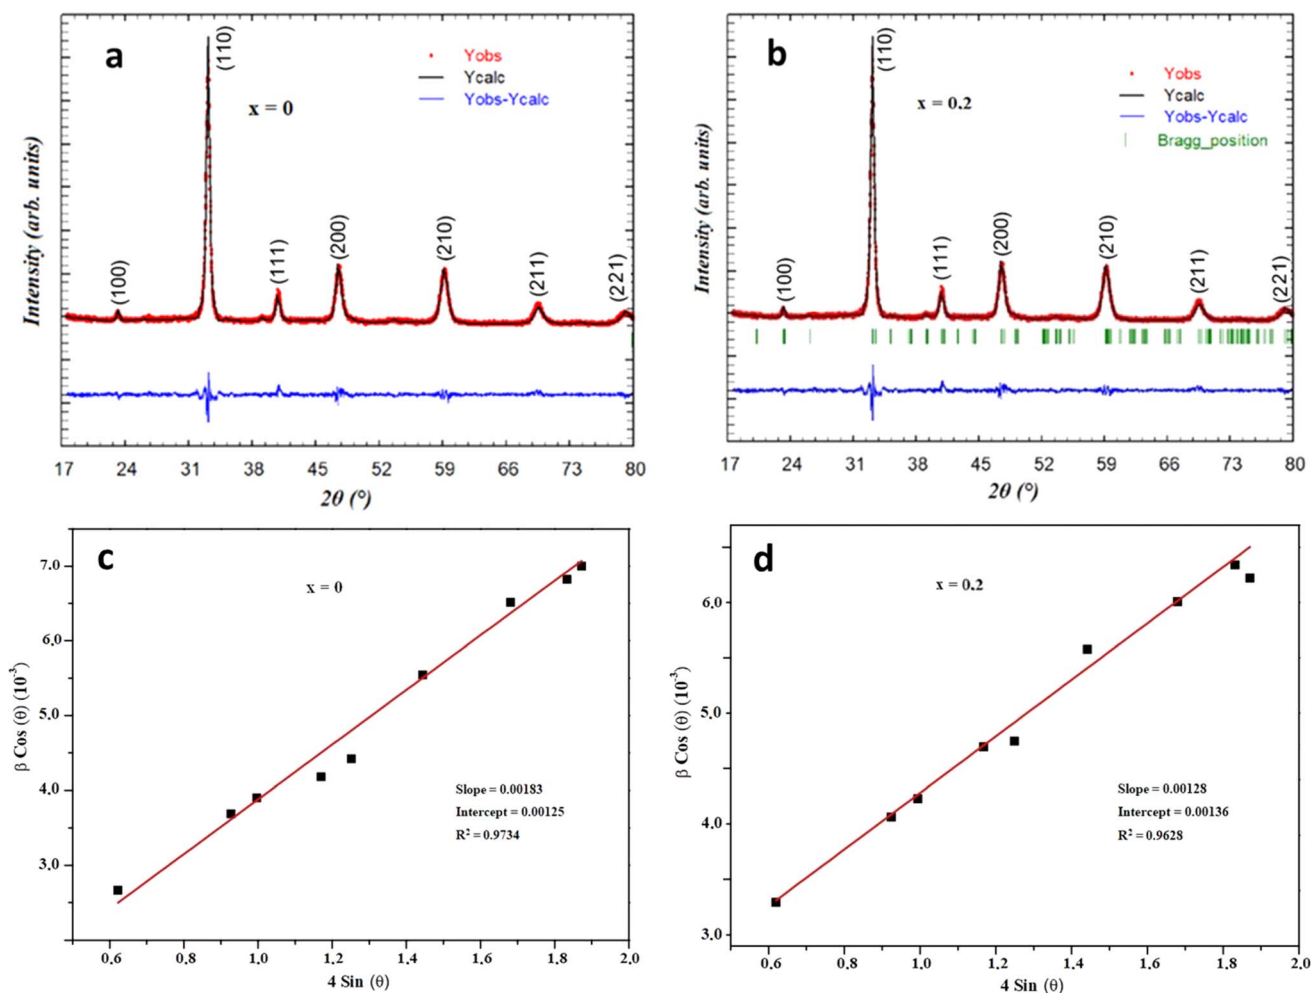 a
(110)
Yobs
Ycalc
Yobs-Ycalc
x = 0
(100)
(111)
(200)
(210)
(211)
(221)
Intensity (arb. units)
17 24 31 38 45 52 59 66 73 80
2θ (°)
b
(110)
Yobs
Ycalc
Yobs-Ycalc
Bragg_position
x = 0.2
(100)
(111)
(200)
(210)
(211)
(221)
Intensity (arb. units)
17 24 31 38 45 52 59 66 73 80
2θ (°)
c
x = 0
7.0
6.0
5.0
4.0
3.0
β Cos (θ) (10⁻³)
Slope = 0.00183
Intercept = 0.00125
R² = 0.9734
0,6 0,8 1,0 1,2 1,4 1,6 1,8 2,0
4 Sin (θ)
d
x = 0.2
6.0
5.0
4.0
3.0
β Cos (θ) (10⁻³)
Slope = 0.00128
Intercept = 0.00136
R² = 0.9628
0,6 0,8 1,0 1,2 1,4 1,6 1,8 2,0
4 Sin (θ)